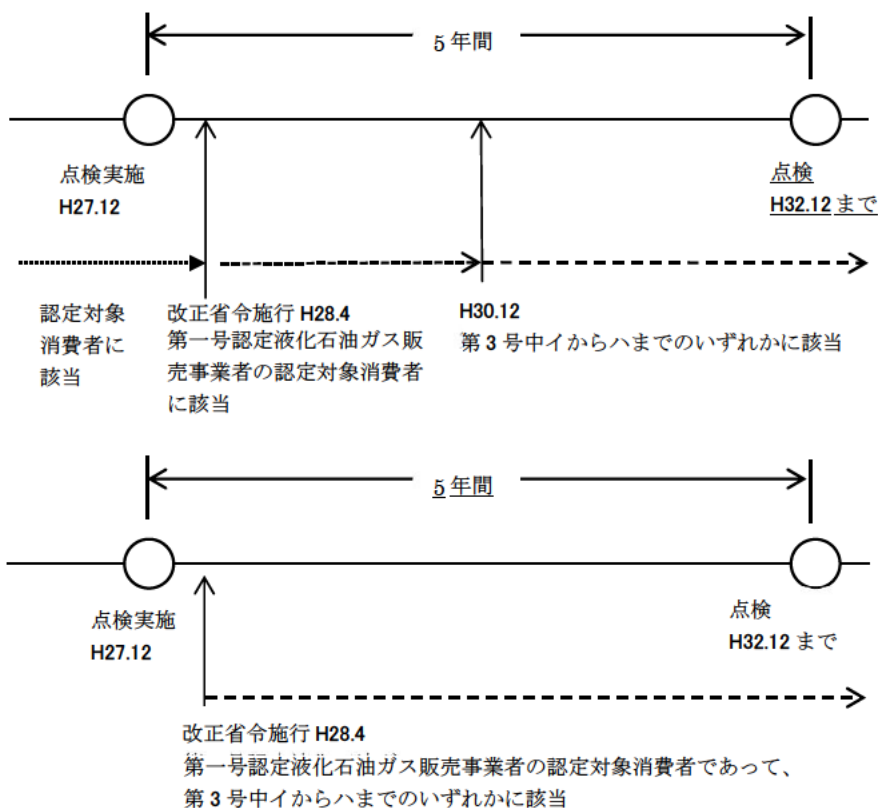 5年間
点検実施
H27.12
点検
H32.12 まで
認定対象
消費者に
該当
改正省令施行 H28.4
第一号認定液化石油ガス販
売事業者の認定対象消費者
に該当
H30.12
第3号中イからハまでのいずれかに該当
5年間
点検実施
H27.12
点検
H32.12 まで
改正省令施行 H28.4
第一号認定液化石油ガス販売事業者の認定対象消費者であって、
第3号中イからハまでのいずれかに該当